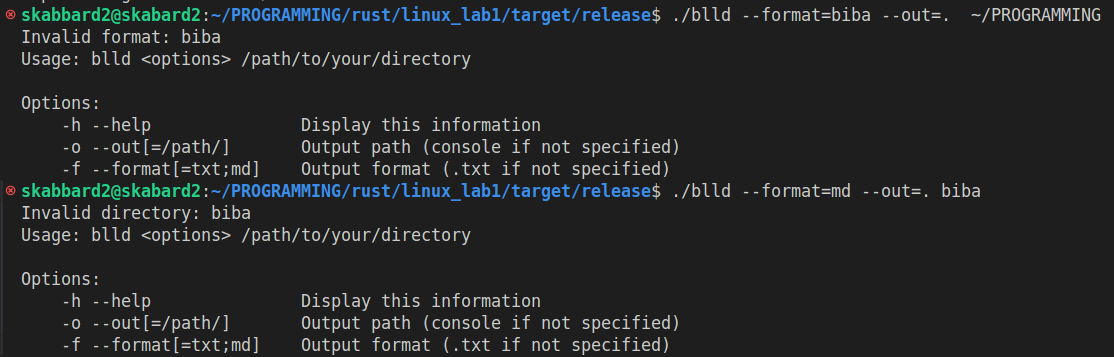 skabbard2@skabard2:~/PROGRAMMING/rust/linux_lab1/target/release$ ./blld --format=biba --out=.  ~/PROGRAMMING
Invalid format: biba
Usage: blld <options> /path/to/your/directory

Options:
    -h --help               Display this information
    -o --out[=/path/]       Output path (console if not specified)
    -f --format[=txt;md]    Output format (.txt if not specified)
skabbard2@skabard2:~/PROGRAMMING/rust/linux_lab1/target/release$ ./blld --format=md --out=. biba
Invalid directory: biba
Usage: blld <options> /path/to/your/directory

Options:
    -h --help               Display this information
    -o --out[=/path/]       Output path (console if not specified)
    -f --format[=txt;md]    Output format (.txt if not specified)